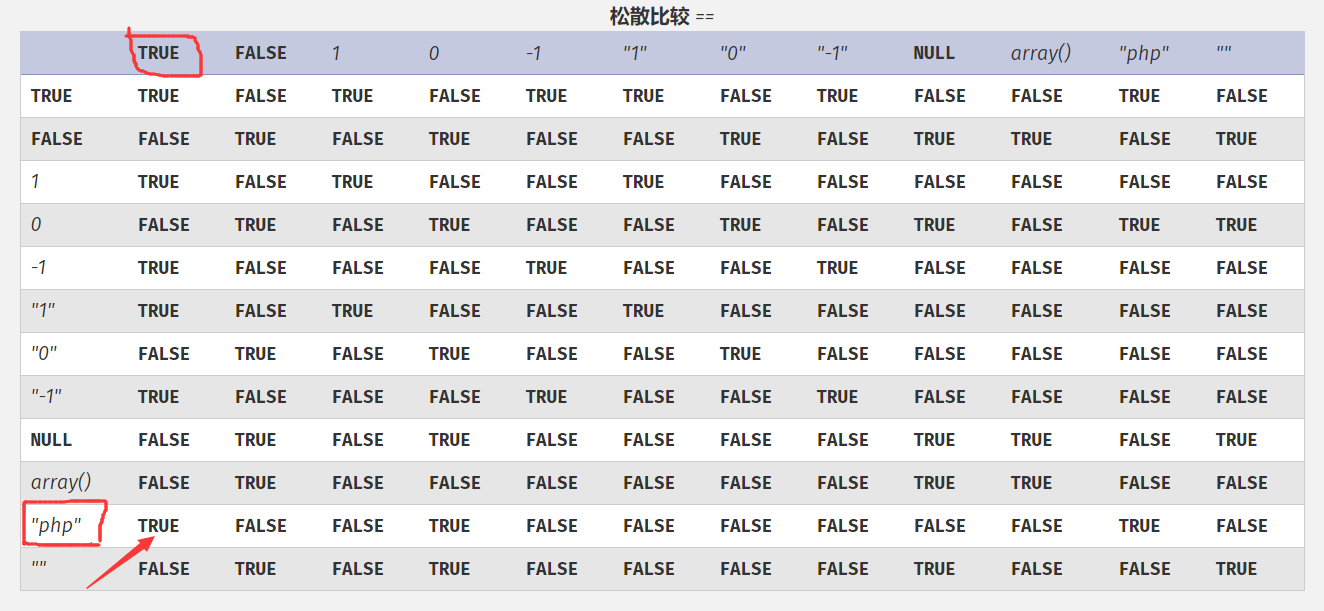 松散比较 ==
TRUE FALSE 1 0 -1 "1" "0" "-1" NULL array() "php" ""
TRUE TRUE FALSE TRUE FALSE TRUE TRUE FALSE TRUE FALSE FALSE TRUE FALSE
FALSE FALSE TRUE FALSE TRUE FALSE FALSE TRUE FALSE TRUE TRUE FALSE TRUE
1 TRUE FALSE TRUE FALSE FALSE TRUE FALSE FALSE FALSE FALSE FALSE FALSE
0 FALSE TRUE FALSE TRUE FALSE FALSE TRUE FALSE TRUE FALSE TRUE TRUE
-1 TRUE FALSE FALSE FALSE TRUE FALSE FALSE TRUE FALSE FALSE FALSE FALSE
"1" TRUE FALSE TRUE FALSE FALSE TRUE FALSE FALSE FALSE FALSE FALSE FALSE
"0" FALSE TRUE FALSE TRUE FALSE FALSE TRUE FALSE FALSE FALSE FALSE FALSE
"-1" TRUE FALSE FALSE FALSE TRUE FALSE FALSE TRUE FALSE FALSE FALSE FALSE
NULL FALSE TRUE FALSE TRUE FALSE FALSE FALSE FALSE TRUE TRUE FALSE TRUE
array() FALSE TRUE FALSE FALSE FALSE FALSE FALSE FALSE TRUE TRUE FALSE FALSE
"php" TRUE FALSE FALSE TRUE FALSE FALSE FALSE FALSE FALSE FALSE TRUE FALSE
"" FALSE TRUE FALSE TRUE FALSE FALSE FALSE FALSE TRUE FALSE FALSE TRUE